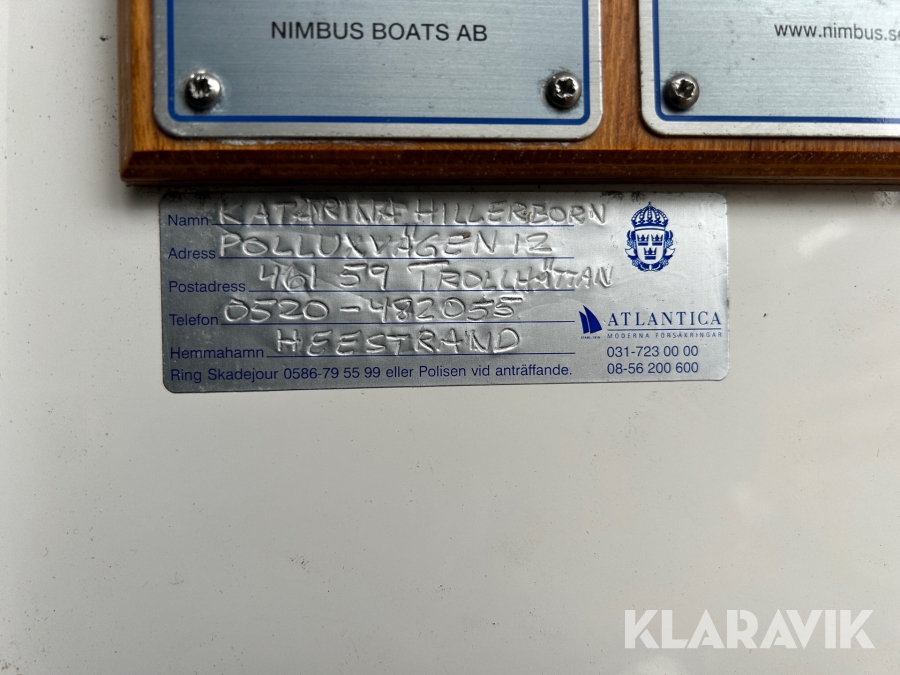 NIMBUS BOATS AB
www.nimbus.se
Namn KATARINA HILLERBORN
Adress POLLUXVÄGEN 12
Postadress 461 59 TROLLHÄTTAN
Telefon 0520-482055
Hemmahamn HEESTRAND
Ring Skadejour 0586-79 55 99 eller Polisen vid anträffande.
ATLANTICA
MODERNA FÖRSÄKRINGAR
031-723 00 00
08-56 200 600
KLARAVIK